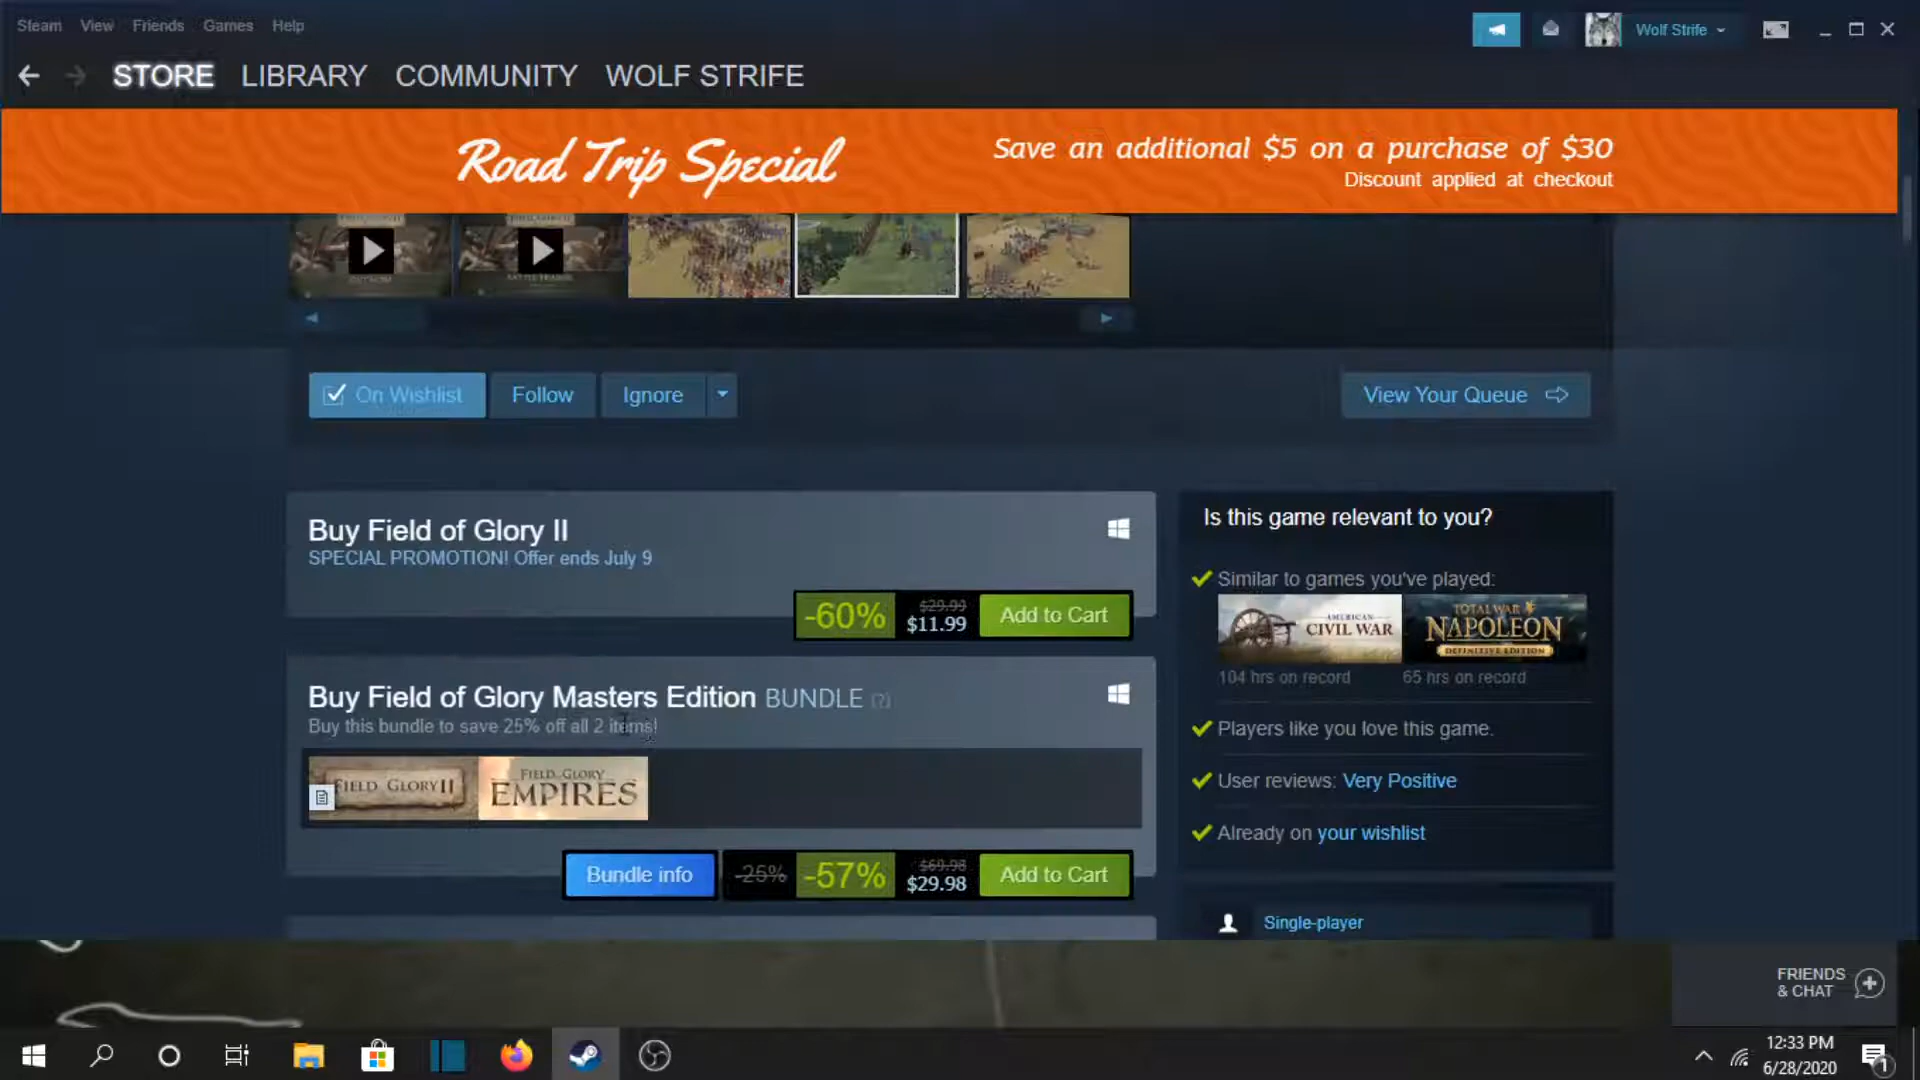 Steam View Friends Games Help
Wolf Strife
STORE LIBRARY COMMUNITY WOLF STRIFE
Road Trip Special
Save an additional $5 on a purchase of $30
Discount applied at checkout
On Wishlist
Follow
Ignore
View Your Queue
Buy Field of Glory II
SPECIAL PROMOTION! Offer ends July 9
-60%
$29.99
$11.99
Add to Cart
Buy Field of Glory Masters Edition BUNDLE (?)
Buy this bundle to save 25% off all 2 items!
FIELD GLORY II
FIELD GLORY
EMPIRES
Bundle info
-25%
-57%
$69.98
$29.98
Add to Cart
Is this game relevant to you?
Similar to games you've played:
AMERICAN
CIVIL WAR
TOTAL WAR
NAPOLEON
DEFINITIVE EDITION
104 hrs on record
65 hrs on record
Players like you love this game.
User reviews: Very Positive
Already on your wishlist
Single-player
FRIENDS
& CHAT
12:33 PM
6/28/2020
1